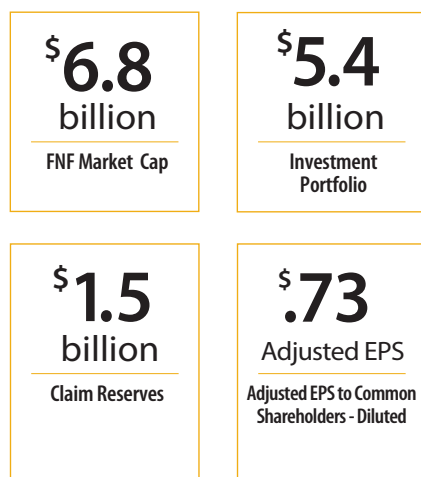 $6.8
billion
FNF Market Cap
$5.4
billion
Investment
Portfolio
$1.5
billion
Claim Reserves
$.73
Adjusted EPS
Adjusted EPS to Common
Shareholders - Diluted